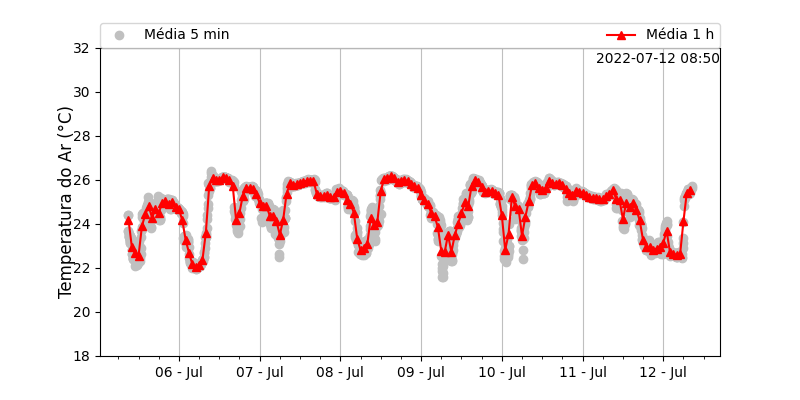 Média 5 min
Média 1 h
2022-07-12 08:50
Temperatura do Ar (°C)
32
30
28
26
24
22
20
18
06 - Jul
07 - Jul
08 - Jul
09 - Jul
10 - Jul
11 - Jul
12 - Jul